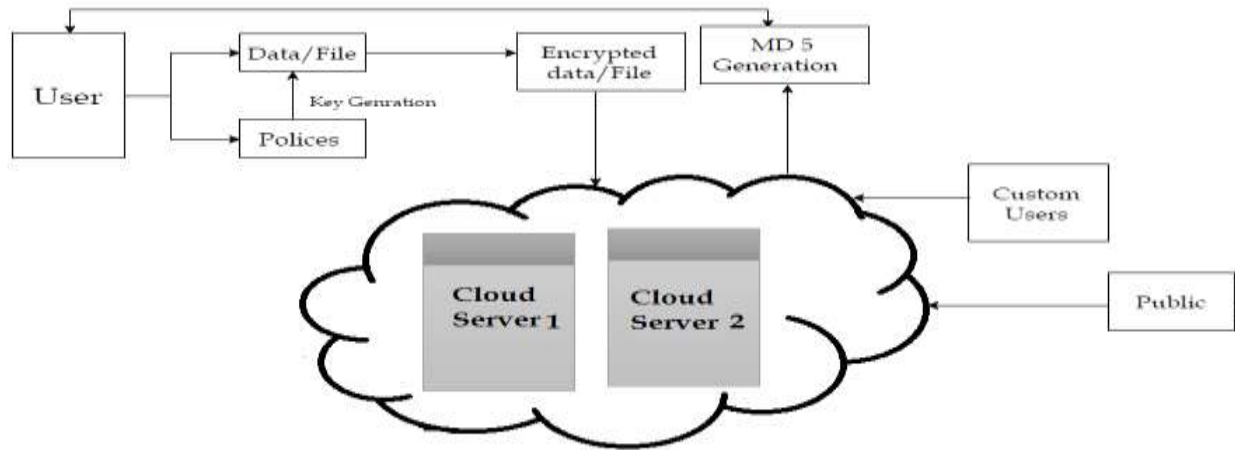 User
Data/File
Key Genration
Polices
Encrypted
data/File
MD 5
Generation
Custom
Users
Public
Cloud
Server 1
Cloud
Server 2